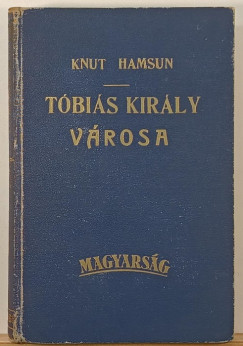 KNUT HAMSUN
TÓBIÁS KIRÁLY
VÁROSA
MAGYARSÁG